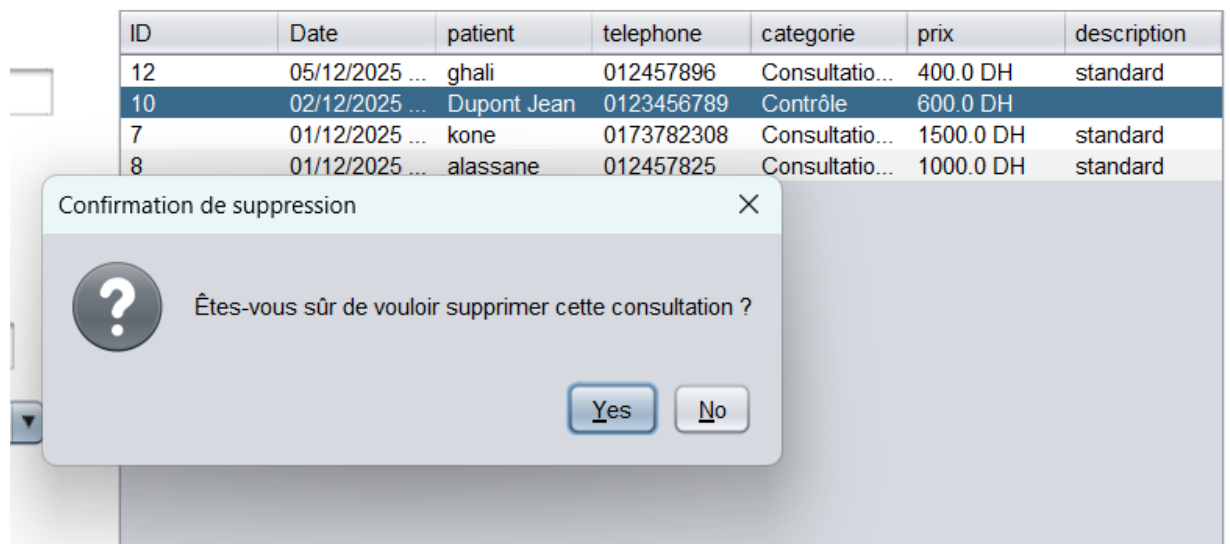 ID Date patient telephone categorie prix description
12 05/12/2025 ... ghali 012457896 Consultatio... 400.0 DH standard
10 02/12/2025 ... Dupont Jean 0123456789 Contrôle 600.0 DH
7 01/12/2025 ... kone 0173782308 Consultatio... 1500.0 DH standard
8 01/12/2025 ... alassane 012457825 Consultatio... 1000.0 DH standard
Confirmation de suppression
Êtes-vous sûr de vouloir supprimer cette consultation ?
Yes No